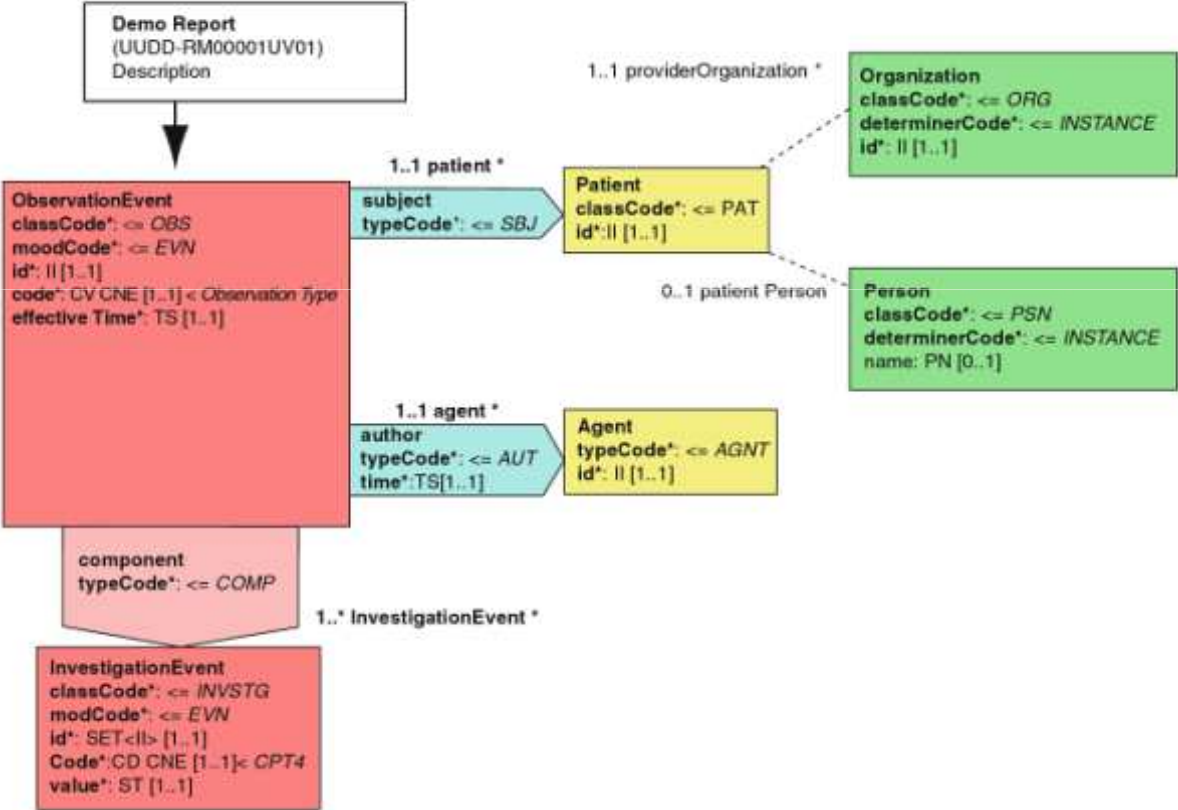 Demo Report
(UUDD-RM00001UV01)
Description
1..1 providerOrganization *
Organization
classCode*: <= ORG
determinerCode*: <= INSTANCE
id*: II [1..1]
1..1 patient *
subject
typeCode*: <= SBJ
Patient
classCode*: <= PAT
id*:II [1..1]
ObservationEvent
classCode*: <= OBS
moodCode*: <= EVN
id*: II [1..1]
code*: CV CNE [1..1] < Observation Type
effective Time*: TS [1..1]
0..1 patient Person
Person
classCode*: <= PSN
determinerCode*: <= INSTANCE
name: PN [0..1]
1..1 agent *
author
typeCode*: <= AUT
time*:TS[1..1]
Agent
typeCode*: <= AGNT
id*: II [1..1]
component
typeCode*: <= COMP
1..* InvestigationEvent *
InvestigationEvent
classCode*: <= INVSTG
modCode*: <= EVN
id*: SET<II> [1..1]
Code*:CD CNE [1..1]< CPT4
value*: ST [1..1]